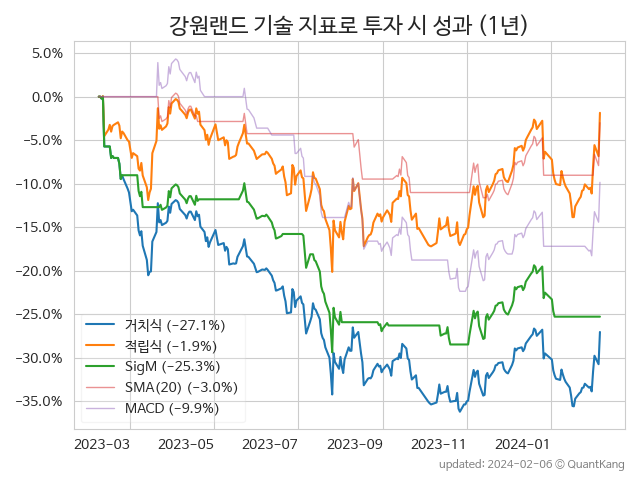 강원랜드 기술 지표로 투자 시 성과 (1년)
5.0%
0.0%
−5.0%
−10.0%
−15.0%
−20.0%
−25.0%
−30.0%
−35.0%
거치식 (−27.1%)
적립식 (−1.9%)
SigM (−25.3%)
SMA(20) (−3.0%)
MACD (−9.9%)
2023−03 2023−05 2023−07 2023−09 2023−11 2024−01
updated: 2024-02-06 © QuantKang